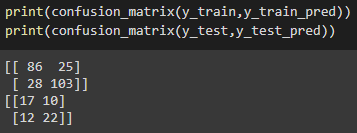 print(confusion_matrix(y_train,y_train_pred))
print(confusion_matrix(y_test,y_test_pred))
[[ 86  25]
 [ 28 103]]
[[17 10]
 [12 22]]